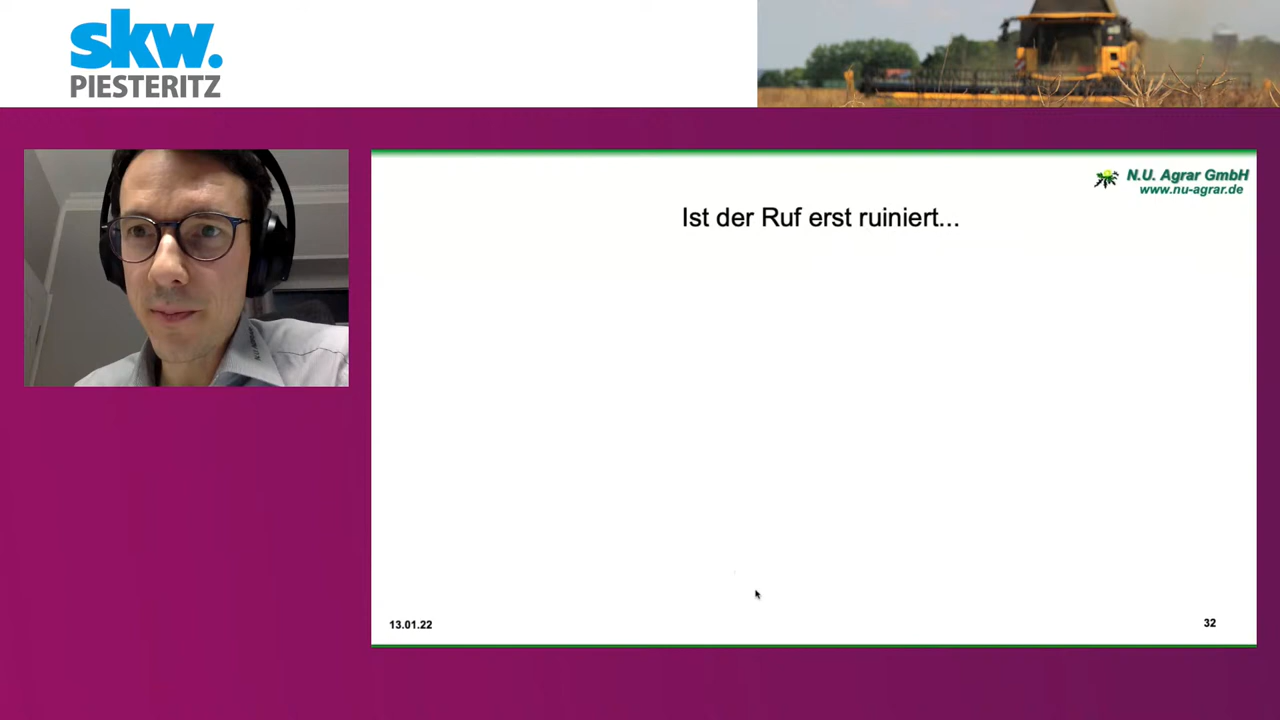 skw.
PIESTERITZ
N.U. Agrar GmbH
www.nu-agrar.de
Ist der Ruf erst ruiniert...
13.01.22
32